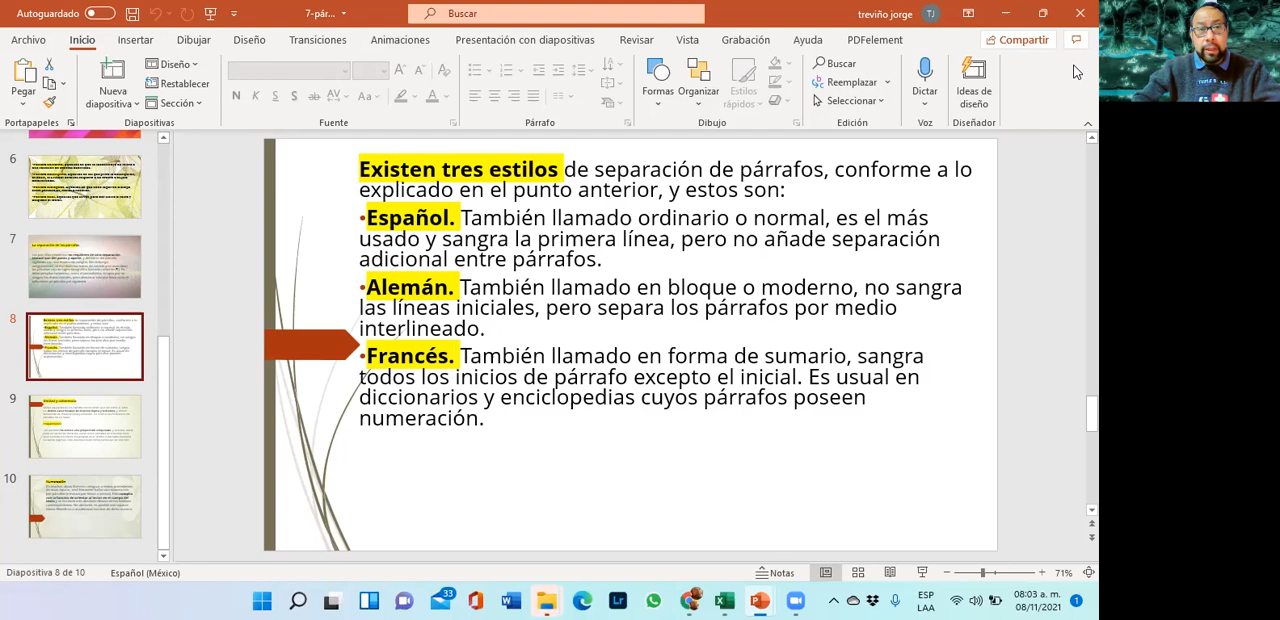 Autoguardado
7-pár...
Buscar
treviño jorge
TJ
Archivo Inicio Insertar Dibujar Diseño Transiciones Animaciones Presentación con diapositivas Revisar Vista Grabación Ayuda PDFelement Compartir
Pegar
Nueva diapositiva
Diseño
Restablecer
Sección
N K S S ab AV Aa A A A
Formas
Organizar
Estilos rápidos
Buscar
Reemplazar
Seleccionar
Dictar
Ideas de diseño
Portapapeles Diapositivas Fuente Párrafo Dibujo Edición Voz Diseñador
6
7
8
9
10
Existen tres estilos de separación de párrafos, conforme a lo
explicado en el punto anterior, y estos son:
•Español. También llamado ordinario o normal, es el más
usado y sangra la primera línea, pero no añade separación
adicional entre párrafos.
•Alemán. También llamado en bloque o moderno, no sangra
las líneas iniciales, pero separa los párrafos por medio
interlineado.
•Francés. También llamado en forma de sumario, sangra
todos los inicios de párrafo excepto el inicial. Es usual en
diccionarios y enciclopedias cuyos párrafos poseen
numeración.
Diapositiva 8 de 10 Español (México) Notas 71%
33
ESP
LAA
08:03 a. m.
08/11/2021
1